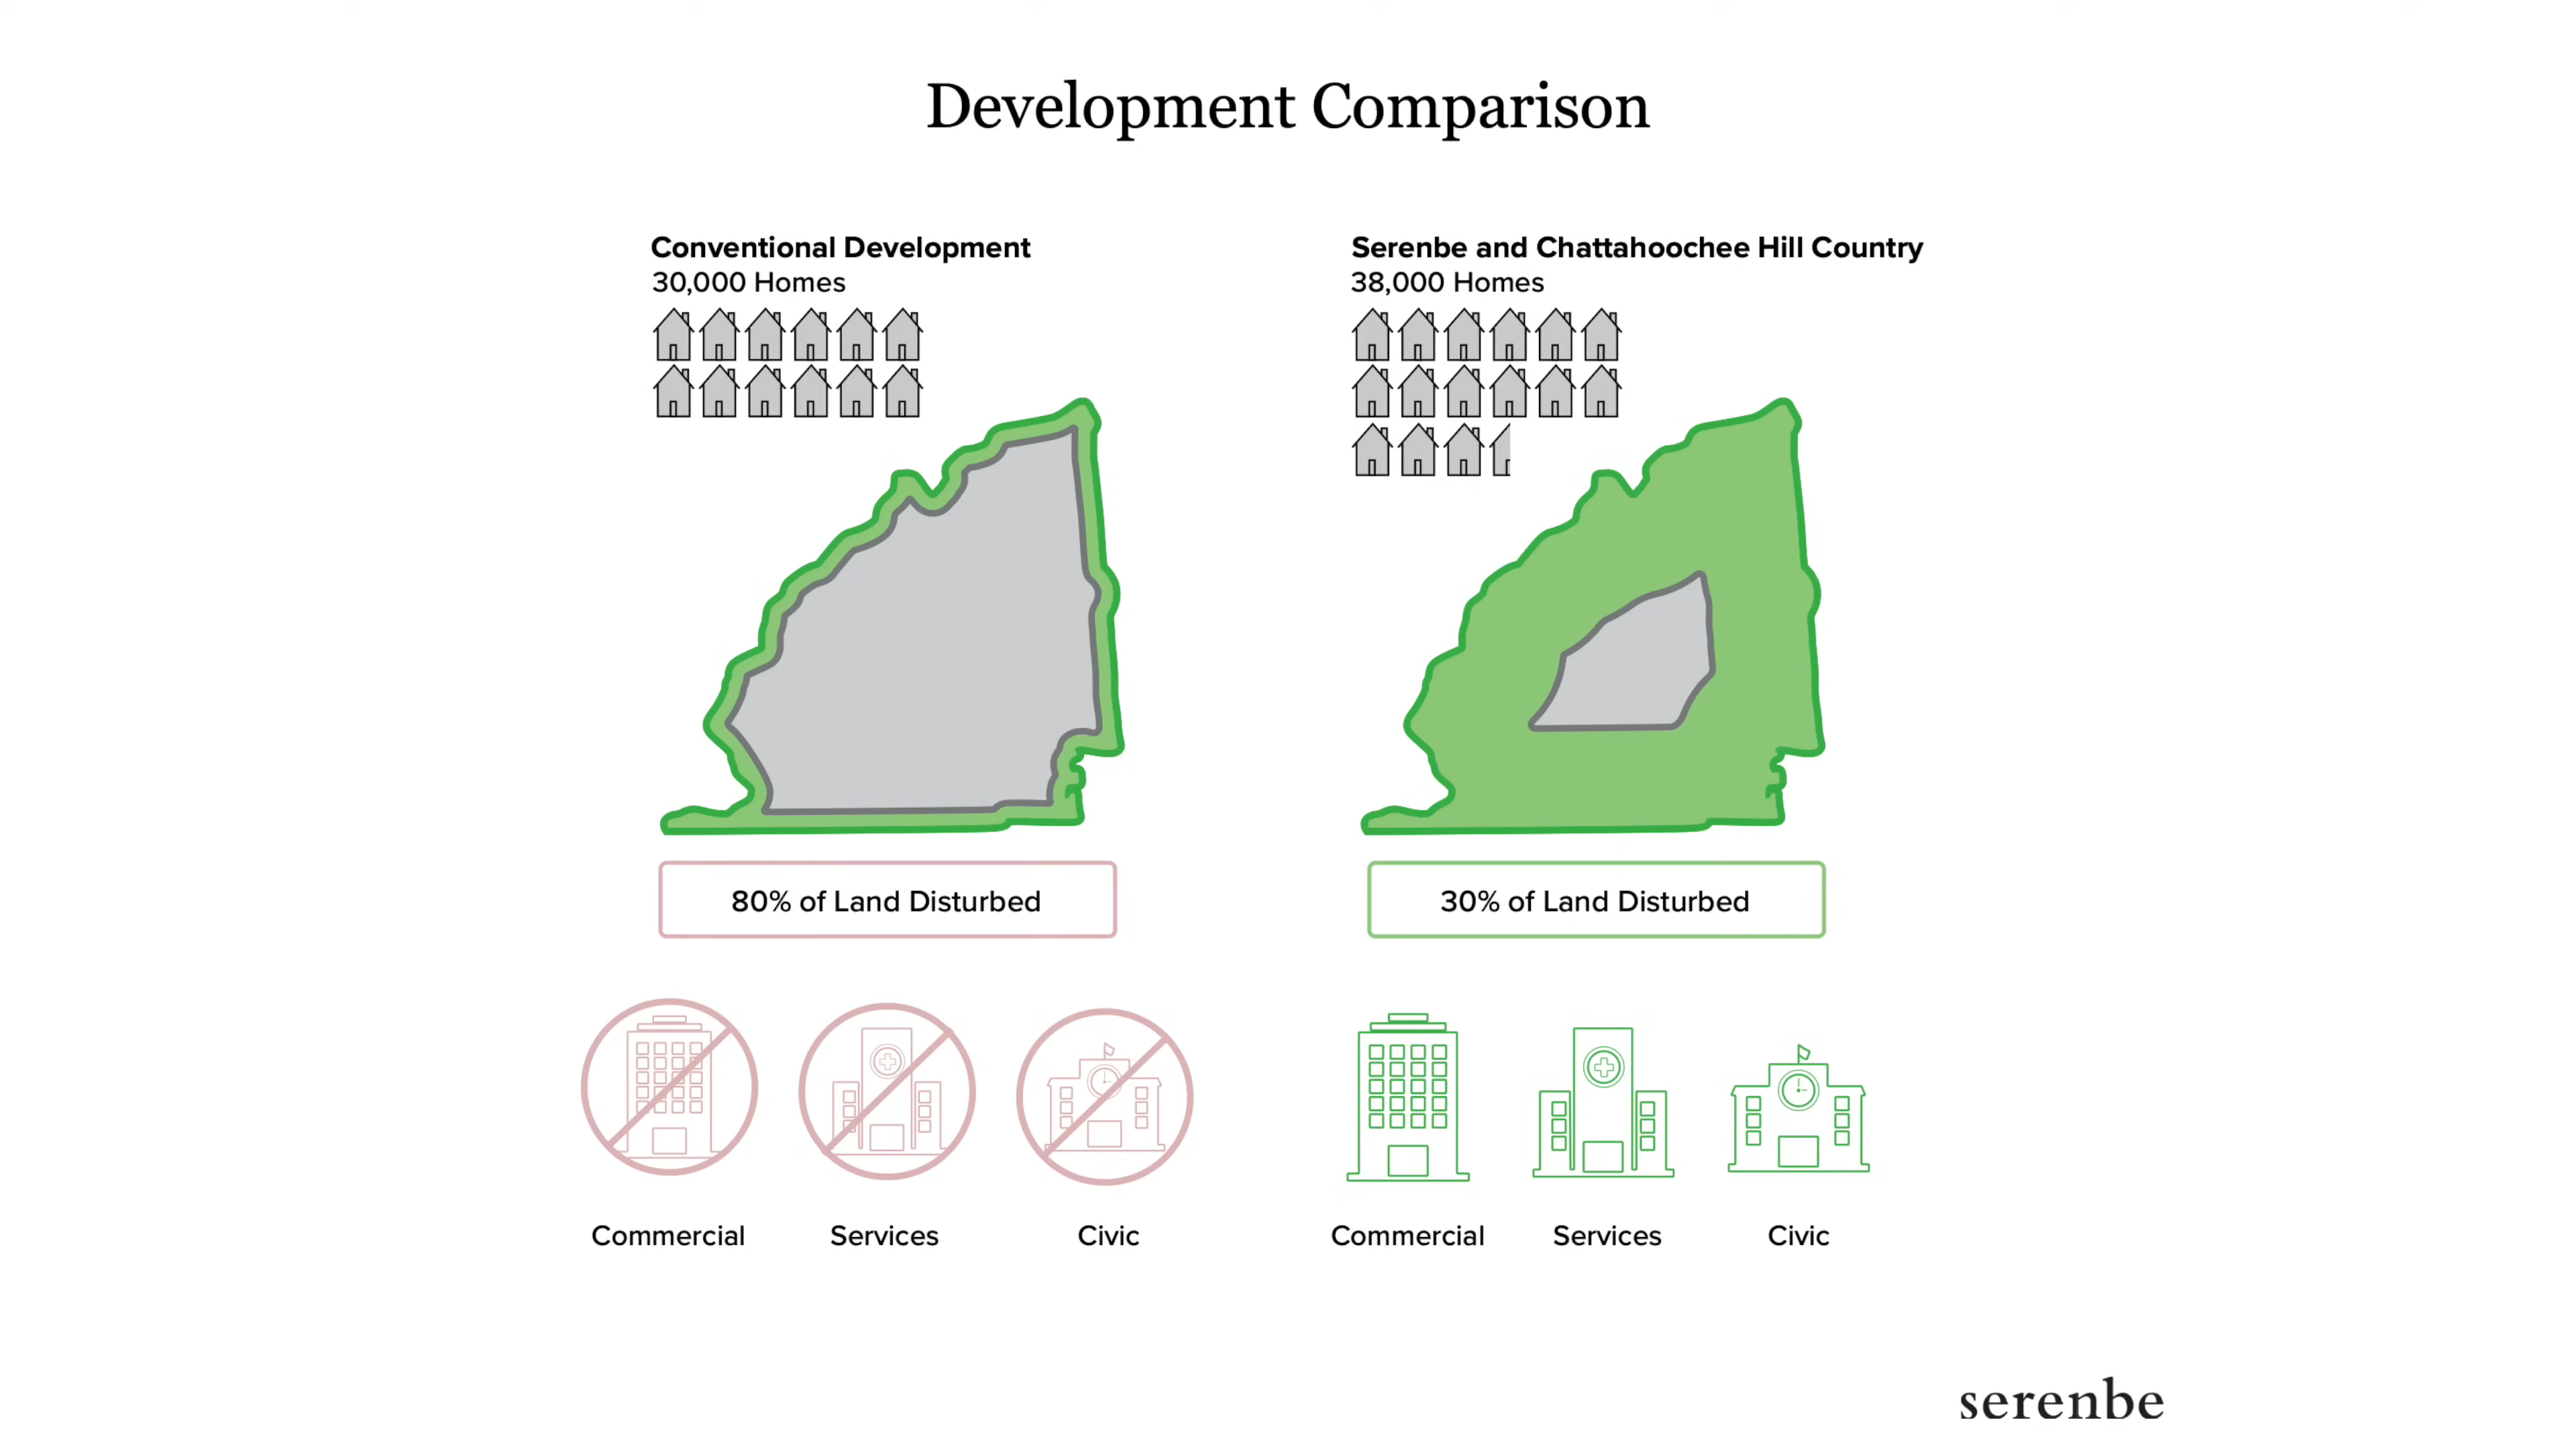 Development Comparison
Conventional Development
30,000 Homes
80% of Land Disturbed
Commercial
Services
Civic
Serenbe and Chattahoochee Hill Country
38,000 Homes
30% of Land Disturbed
Commercial
Services
Civic
serenbe